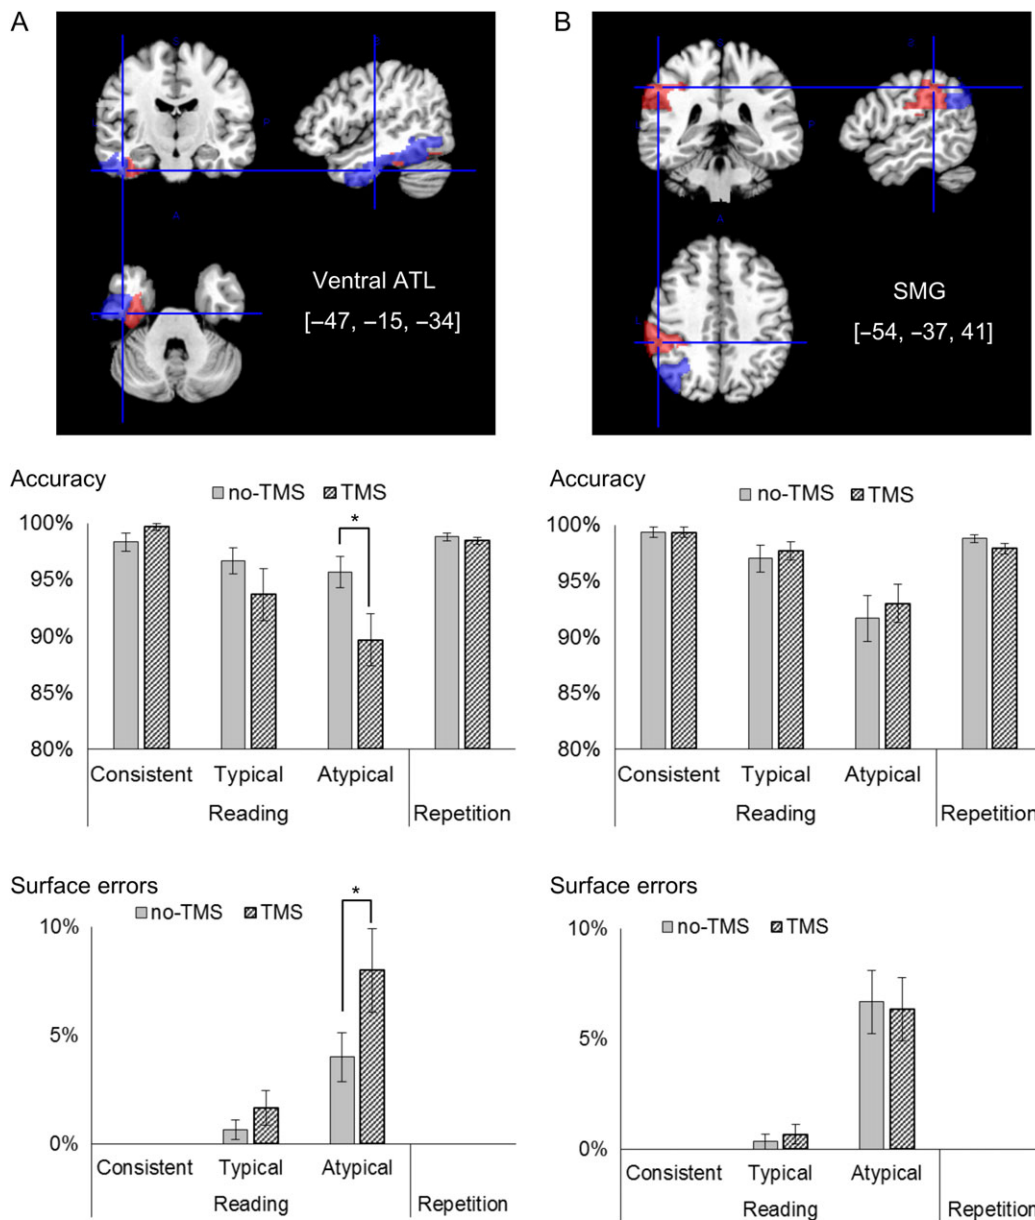 A
Ventral ATL
[–47, –15, –34]
Accuracy
no-TMS TMS
*
100%
95%
90%
85%
80%
Consistent Typical Atypical
Reading Repetition
Surface errors
no-TMS TMS
*
10%
5%
0%
Consistent Typical Atypical
Reading Repetition
B
SMG
[–54, –37, 41]
Accuracy
no-TMS TMS
100%
95%
90%
85%
80%
Consistent Typical Atypical
Reading Repetition
Surface errors
no-TMS TMS
10%
5%
0%
Consistent Typical Atypical
Reading Repetition